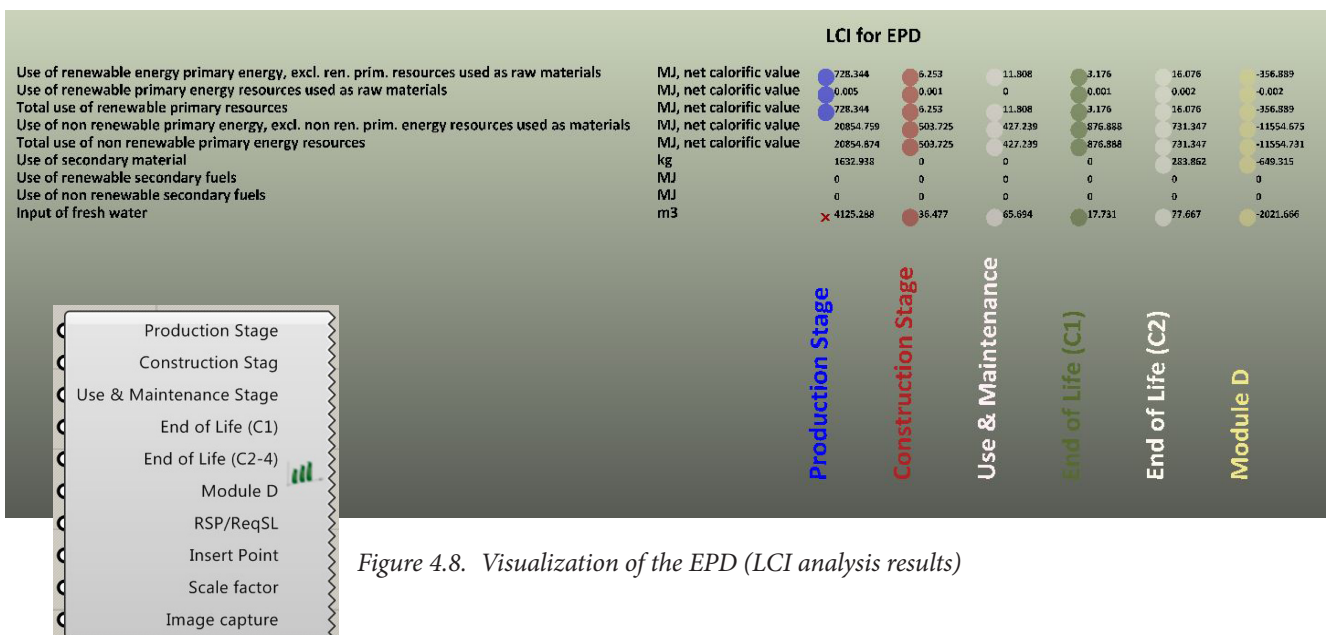 LCI for EPD
Use of renewable energy primary energy, excl. ren. prim. resources used as raw materials MJ, net calorific value 728.344 6.253 11.808 3.176 16.076 -356.889
Use of renewable primary energy resources used as raw materials MJ, net calorific value 0.005 0.001 0 0.001 0.002 -0.002
Total use of renewable primary resources MJ, net calorific value 728.344 6.253 11.808 3.176 16.076 -356.889
Use of non renewable primary energy, excl. non ren. prim. energy resources used as materials MJ, net calorific value 20854.759 503.725 427.239 876.888 731.347 -11554.675
Total use of non renewable primary energy resources MJ, net calorific value 20854.874 503.725 427.239 876.888 731.347 -11554.731
Use of secondary material kg 1632.938 0 0 0 283.862 -649.315
Use of renewable secondary fuels MJ 0 0 0 0 0 0
Use of non renewable secondary fuels MJ 0 0 0 0 0 0
Input of fresh water m3 4125.288 36.477 65.694 17.731 77.667 -2021.666
Production Stage
Construction Stage
Use & Maintenance
End of Life (C1)
End of Life (C2)
Module D
Production Stage
Construction Stag
Use & Maintenance Stage
End of Life (C1)
End of Life (C2-4)
Module D
RSP/ReqSL
Insert Point
Scale factor
Image capture
Figure 4.8. Visualization of the EPD (LCI analysis results)